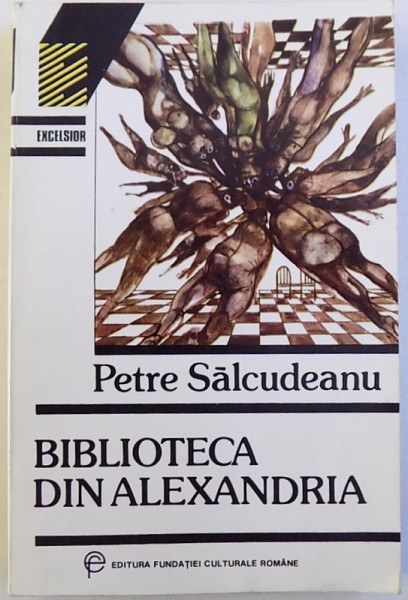 EXCELSIOR
Petre Sălcudeanu
BIBLIOTECA
DIN ALEXANDRIA
EDITURA FUNDAȚIEI CULTURALE ROMÂNE